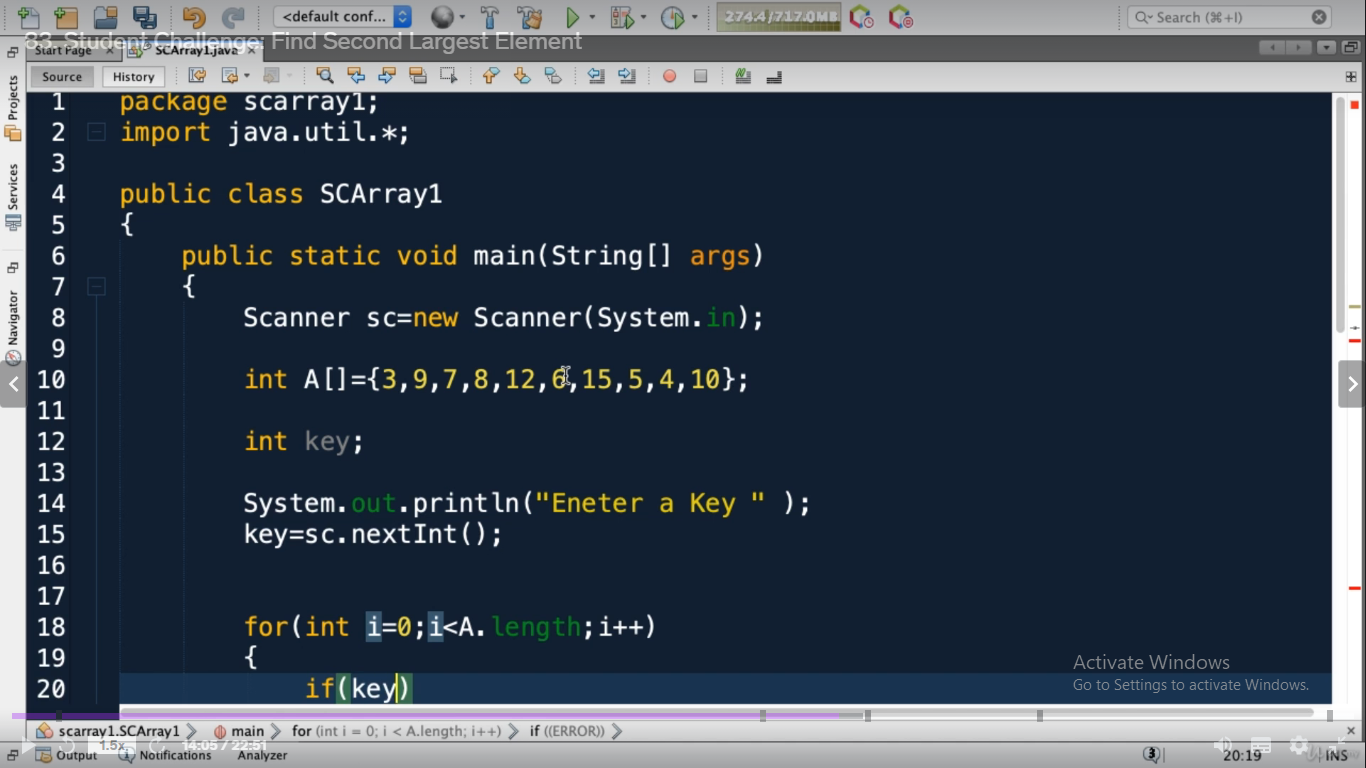 <default conf...
274.4/717.0MB
Search (⌘+I)
83. Student Challenge: Find Second Largest Element
Start Page
SCArray1.java
Source
History
Projects
Services
Navigator
1 package scarray1;
2 import java.util.*;
3
4 public class SCArray1
5 {
6 public static void main(String[] args)
7 {
8 Scanner sc=new Scanner(System.in);
9
10 int A[]={3,9,7,8,12,6,15,5,4,10};
11
12 int key;
13
14 System.out.println("Eneter a Key " );
15 key=sc.nextInt();
16
17
18 for(int i=0;i<A.length;i++)
19 {
20 if(key)
Activate Windows
Go to Settings to activate Windows.
scarray1.SCArray1
main
for (int i = 0; i < A.length; i++)
if ((ERROR))
1.5x
14:05 / 22:51
Output
Notifications
Analyzer
3
20:19
INS